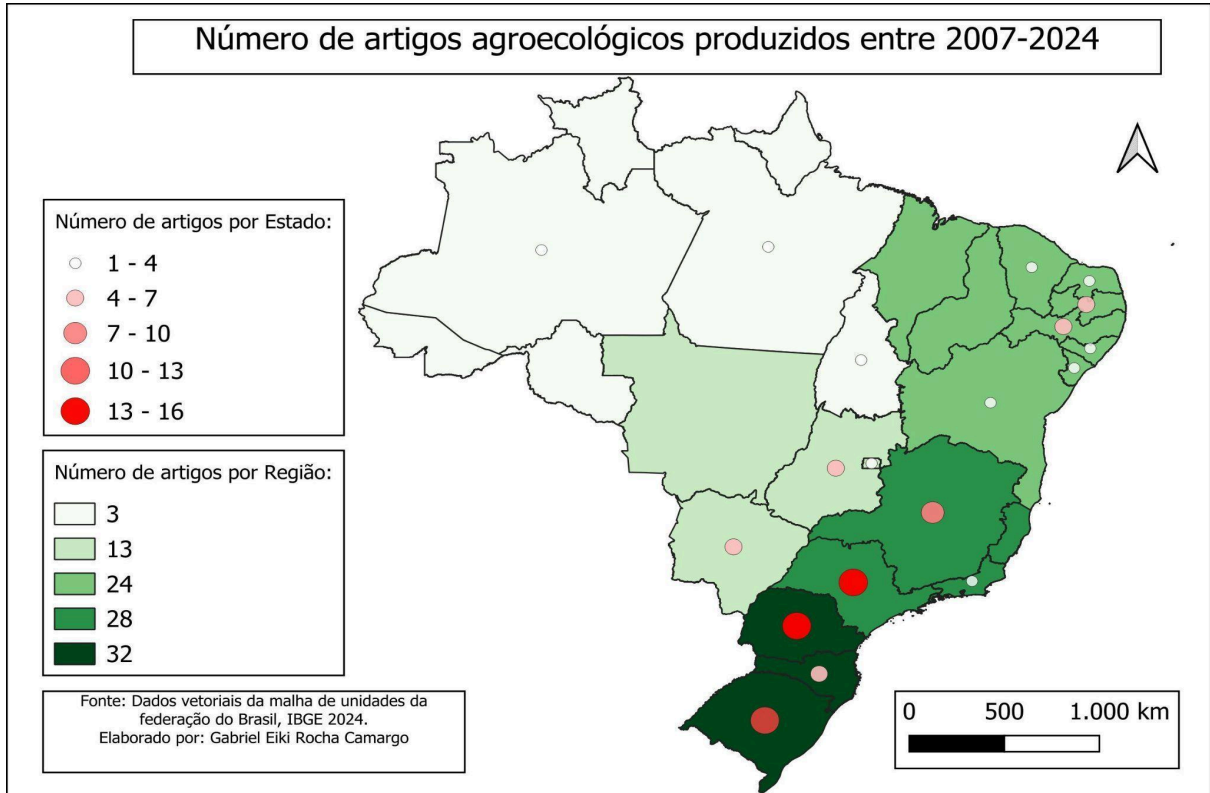 Número de artigos agroecológicos produzidos entre 2007-2024
Número de artigos por Estado:
1 - 4
4 - 7
7 - 10
10 - 13
13 - 16
Número de artigos por Região:
3
13
24
28
32
Fonte: Dados vetoriais da malha de unidades da
federação do Brasil, IBGE 2024.
Elaborado por: Gabriel Eiki Rocha Camargo
0 500 1.000 km